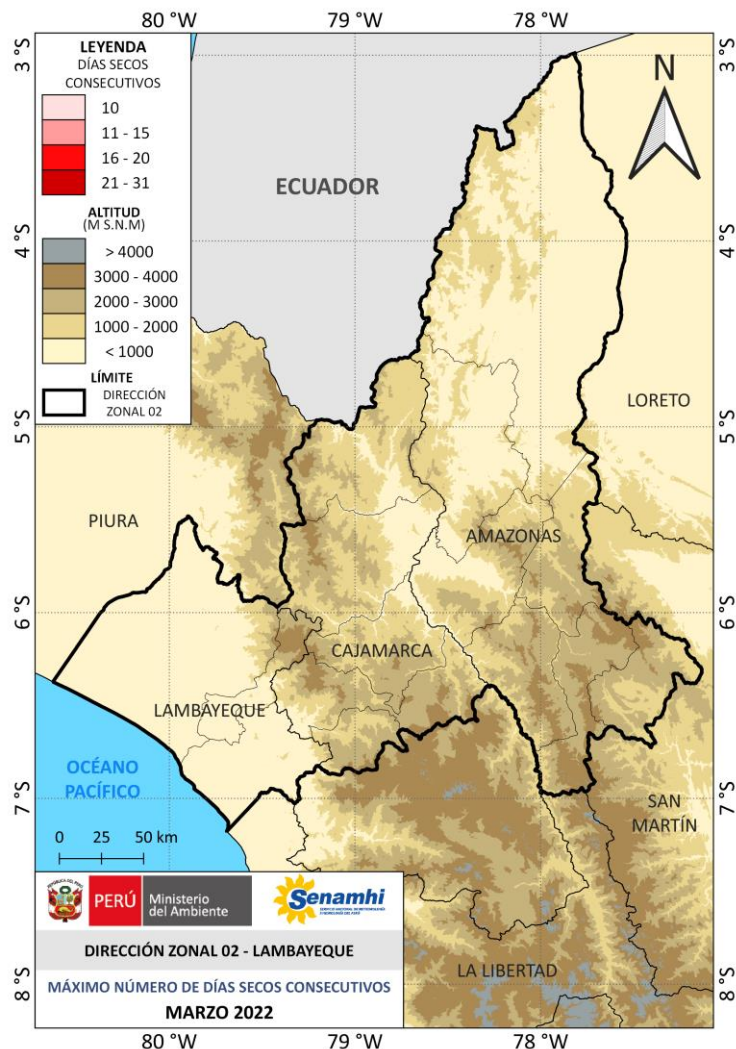 80 °W
79 °W
78 °W
LEYENDA
DÍAS SECOS
CONSECUTIVOS
10
11 - 15
16 - 20
21 - 31
ALTITUD
(M S.N.M)
> 4000
3000 - 4000
2000 - 3000
1000 - 2000
< 1000
LÍMITE
DIRECCIÓN
ZONAL 02
3°S
4°S
5°S
6°S
7°S
8°S
N
3°S
4°S
5°S
6°S
7°S
8°S
ECUADOR
LORETO
PIURA
AMAZONAS
CAJAMARCA
LAMBAYEQUE
OCÉANO
PACÍFICO
SAN
MARTÍN
LA LIBERTAD
0 25 50 km
PERÚ
Ministerio
del Ambiente
Senamhi
DIRECCIÓN ZONAL 02 - LAMBAYEQUE
MÁXIMO NÚMERO DE DÍAS SECOS CONSECUTIVOS
MARZO 2022
80 °W
79 °W
78 °W